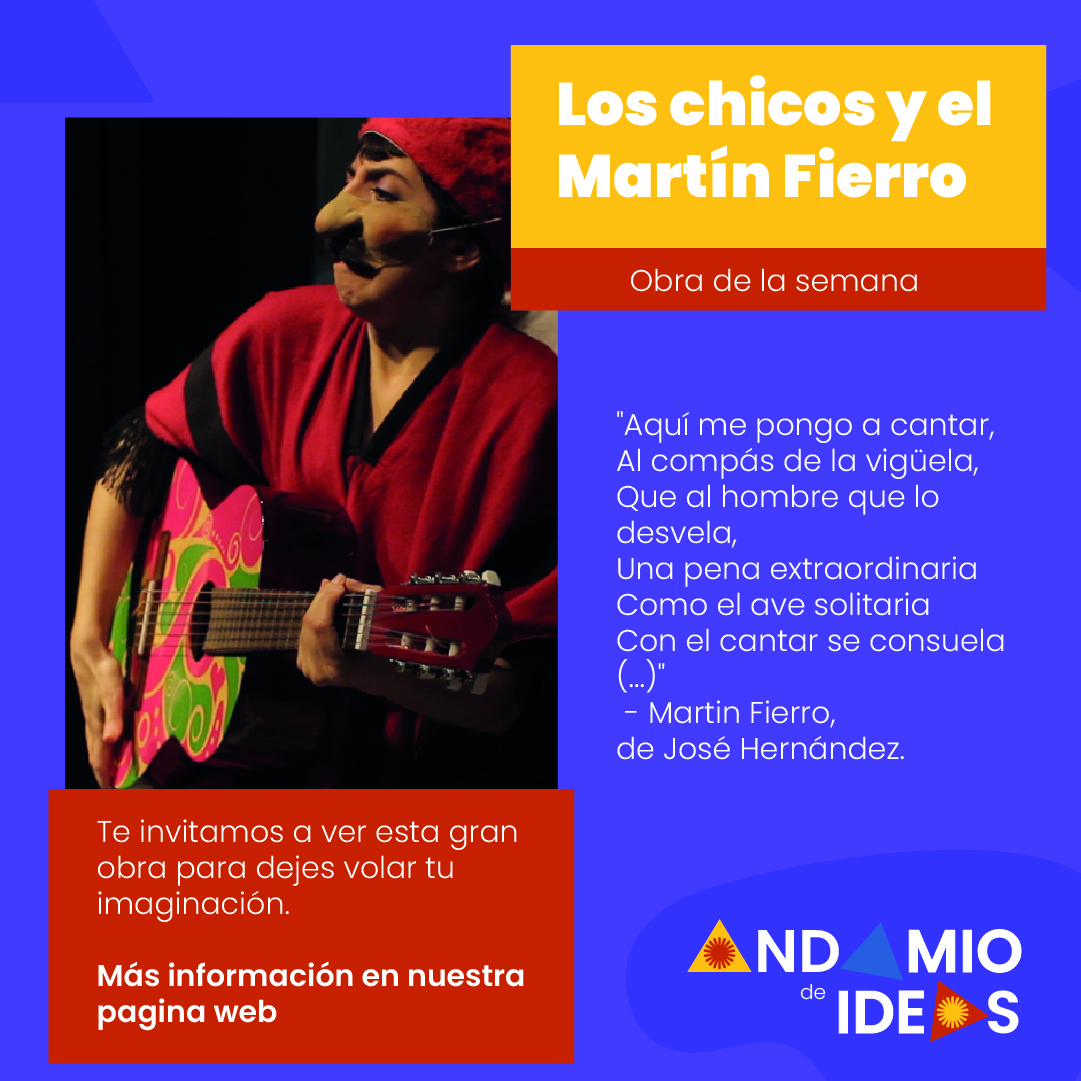 Los chicos y el
Martín Fierro
Obra de la semana
"Aquí me pongo a cantar,
Al compás de la vigüela,
Que al hombre que lo
desvela,
Una pena extraordinaria
Como el ave solitaria
Con el cantar se consuela
(...)"
- Martin Fierro,
de José Hernández.
Te invitamos a ver esta gran
obra para dejes volar tu
imaginación.
Más información en nuestra
pagina web
ANDAMIO
de
IDEAS